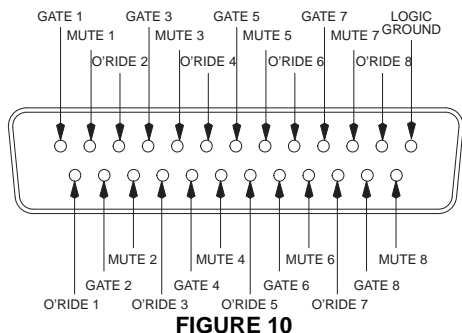 GATE 1 GATE 3 GATE 5 GATE 7 LOGIC GROUND
MUTE 1 MUTE 3 MUTE 5 MUTE 7
O'RIDE 2 O'RIDE 4 O'RIDE 6 O'RIDE 8
MUTE 2 MUTE 4 MUTE 6 MUTE 8
GATE 2 GATE 4 GATE 6 GATE 8
O'RIDE 1 O'RIDE 3 O'RIDE 5 O'RIDE 7
FIGURE 10